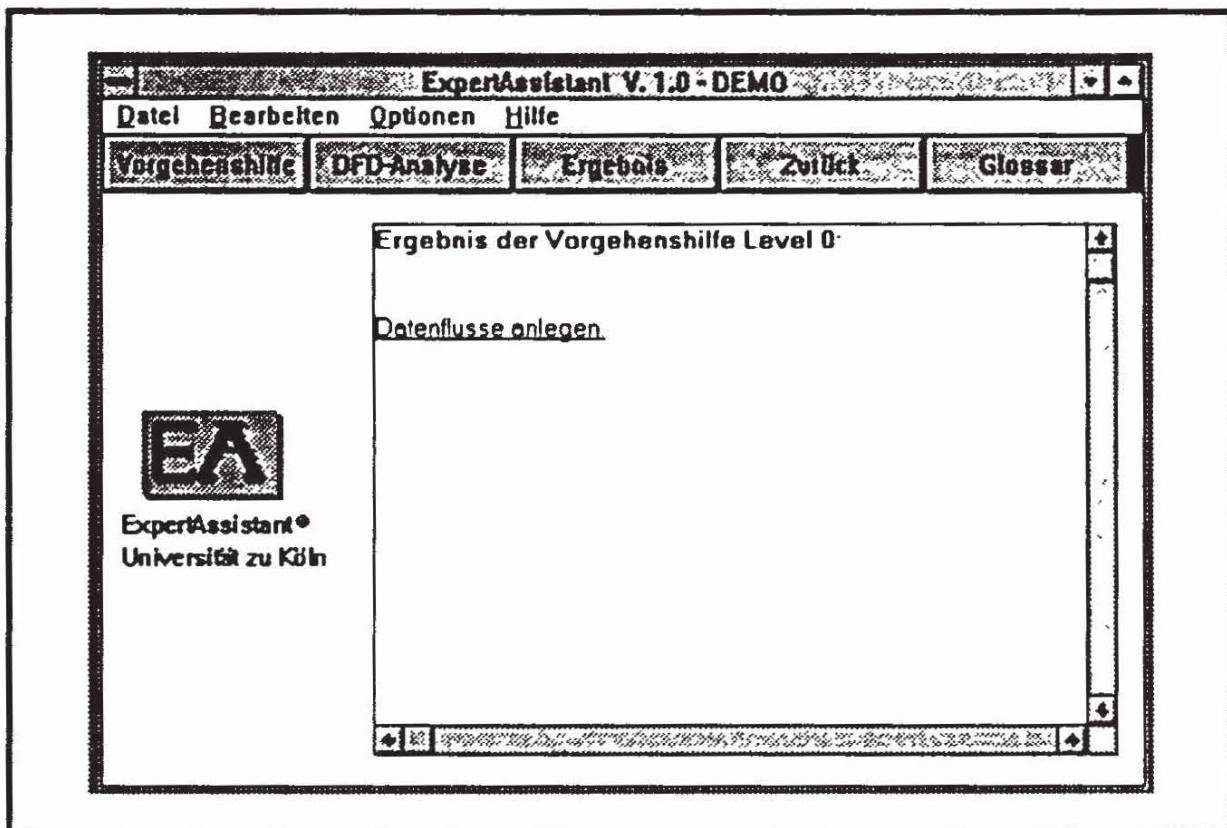 ExpertAssistant V. 1.0 - DEMO
Datei Bearbeiten Optionen Hilfe
Vorgehenshilfe DFD-Analyse Ergebnis Zurück Glossar
Ergebnis der Vorgehenshilfe Level 0:
Datenflusse anlegen.
EA
ExpertAssistant®
Universität zu Köln